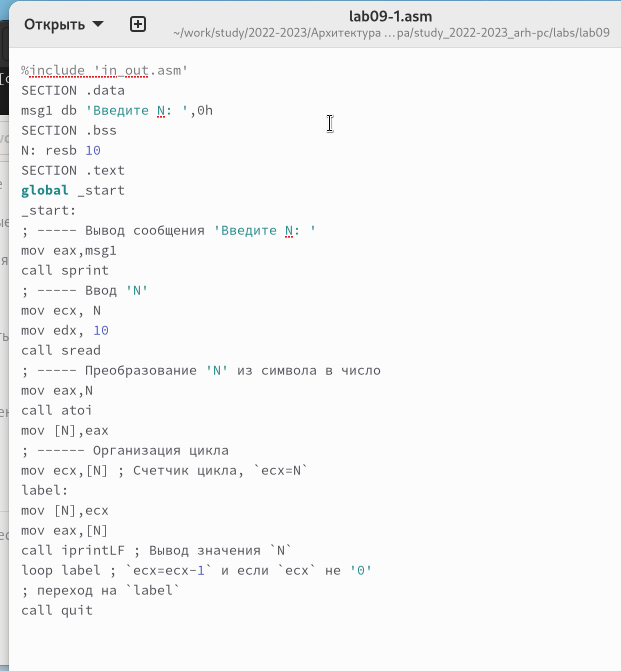 Открыть
lab09-1.asm
~/work/study/2022-2023/Архитектура ...pa/study_2022-2023_arh-pc/labs/lab09
%include 'in_out.asm'
SECTION .data
msg1 db 'Введите N: ',0h
SECTION .bss
N: resb 10
SECTION .text
global _start
_start:
; ----- Вывод сообщения 'Введите N: '
mov eax,msg1
call sprint
; ----- Ввод 'N'
mov ecx, N
mov edx, 10
call sread
; ----- Преобразование 'N' из символа в число
mov eax,N
call atoi
mov [N],eax
; ------ Организация цикла
mov ecx,[N] ; Счетчик цикла, `ecx=N`
label:
mov [N],ecx
mov eax,[N]
call iprintLF ; Вывод значения `N`
loop label ; `ecx=ecx-1` и если `ecx` не '0'
; переход на `label`
call quit